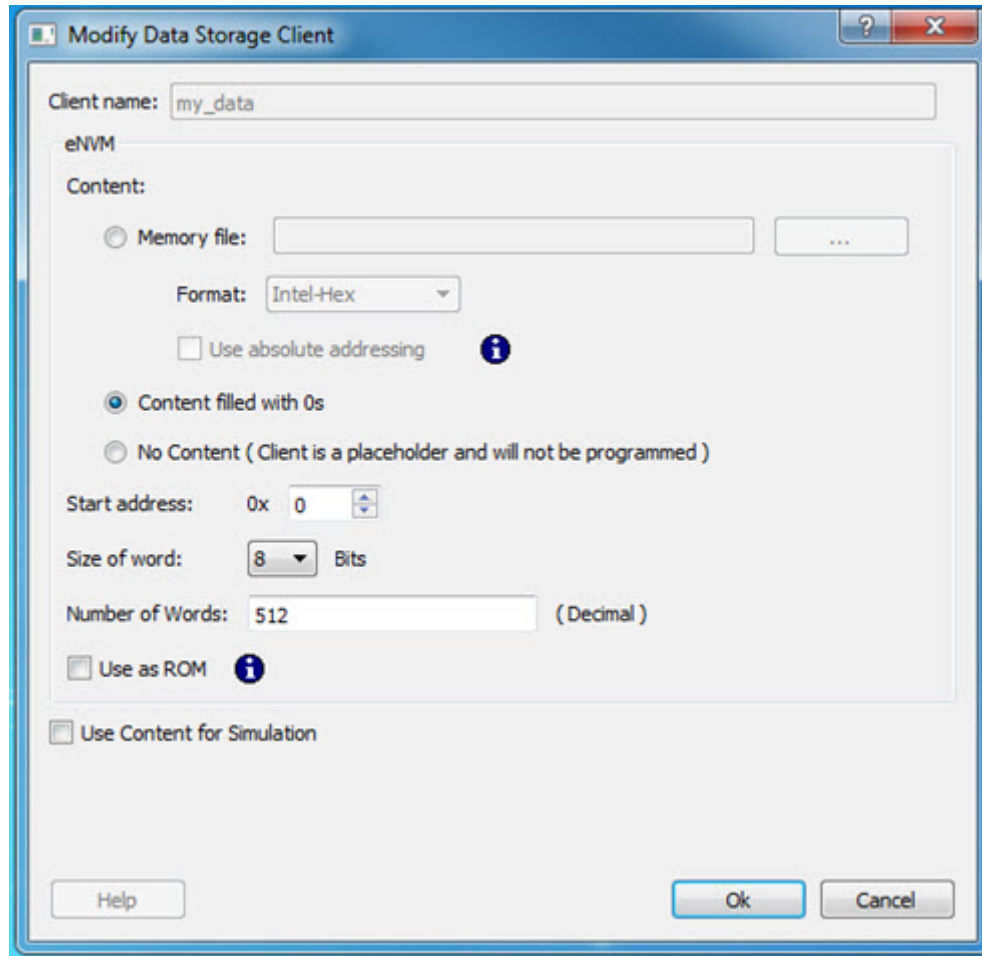 Modify Data Storage Client
Client name: my_data
eNVM
Content:
Memory file: ...
Format: Intel-Hex
Use absolute addressing
Content filled with 0s
No Content ( Client is a placeholder and will not be programmed )
Start address: 0x 0
Size of word: 8 Bits
Number of Words: 512 ( Decimal )
Use as ROM
Use Content for Simulation
Help Ok Cancel